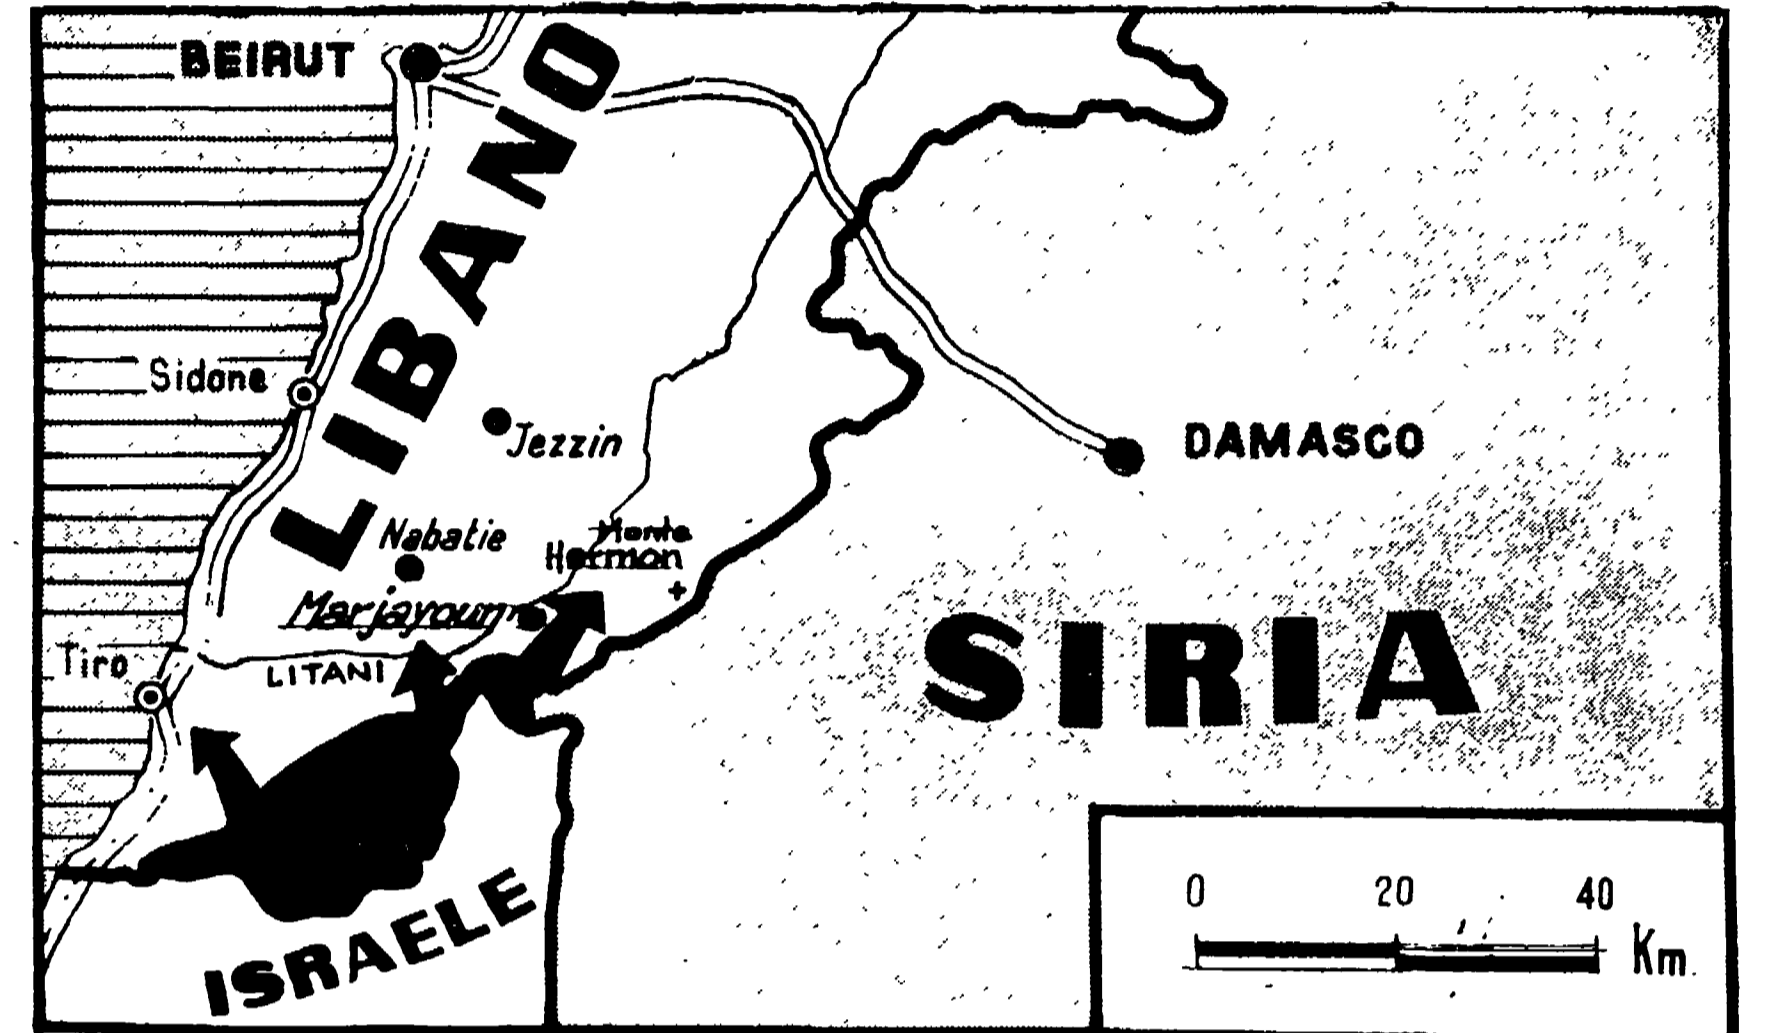 BEIRUT
LIBANO
Sidone
Jezzin
DAMASCO
Nabatie
Monte
Hermon
Marjayoun
Tiro
LITANI
SIRIA
ISRAELE
0 20 40
Km.